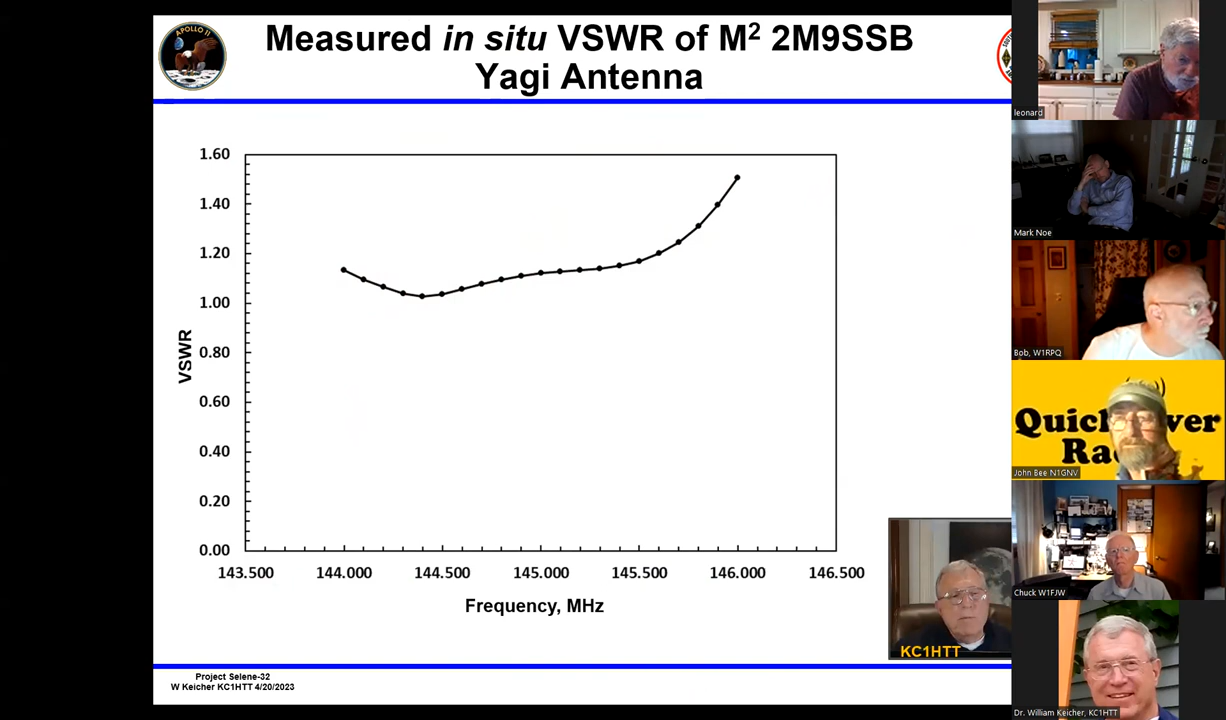 APOLLO 11
Measured in situ VSWR of M² 2M9SSB
Yagi Antenna
1.60
1.40
1.20
1.00
0.80
0.60
0.40
0.20
0.00
VSWR
143.500 144.000 144.500 145.000 145.500 146.000 146.500
Frequency, MHz
KC1HTT
Project Selene-32
W Keicher KC1HTT 4/20/2023
leonard
Mark Noe
Bob, W1RPQ
John Bee N1GNV
Chuck W1FJW
Dr. William Keicher, KC1HTT